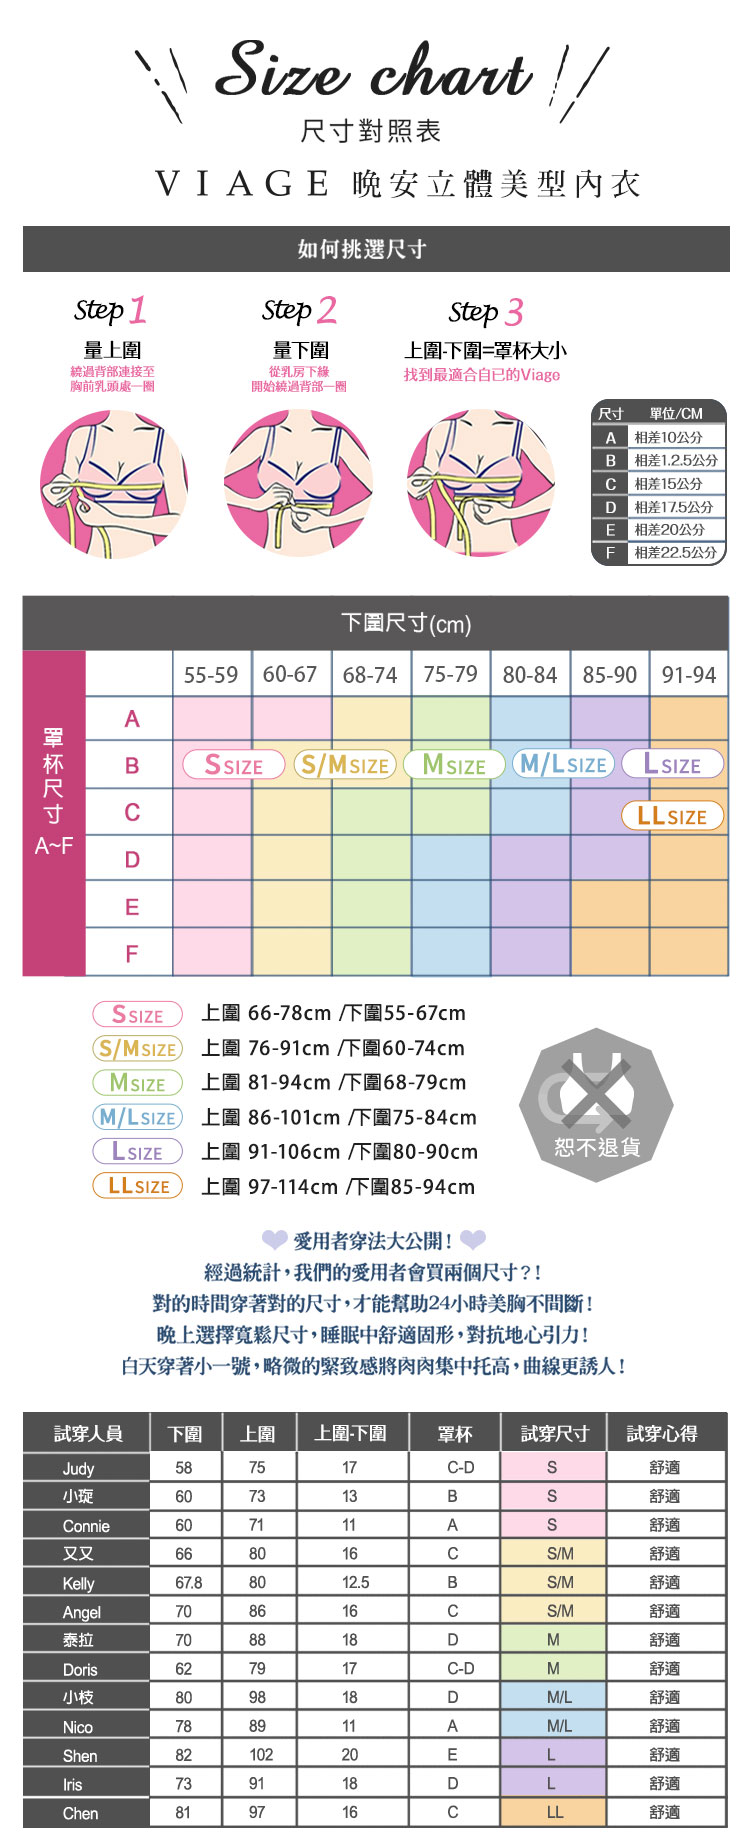 Size chart
尺寸對照表
VIAGE 晚安立體美型內衣
如何挑選尺寸
Step 1
量上圍
繞過背部連接至
胸前乳頭處一圈
Step 2
量下圍
從乳房下緣
開始繞過背部一圈
Step 3
上圍-下圍=罩杯大小
找到最適合自已的Viage
尺寸 單位/CM
A 相差10公分
B 相差1.2.5公分
C 相差15公分
D 相差17.5公分
E 相差20公分
F 相差22.5公分
下圍尺寸(cm)
55-59 60-67 68-74 75-79 80-84 85-90 91-94
罩杯尺寸
A~F
A
B
S SIZE S/M SIZE M SIZE M/L SIZE L SIZE
C
LL SIZE
D
E
F
S SIZE 上圍 66-78cm /下圍55-67cm
S/M SIZE 上圍 76-91cm /下圍60-74cm
M SIZE 上圍 81-94cm /下圍68-79cm
M/L SIZE 上圍 86-101cm /下圍75-84cm
L SIZE 上圍 91-106cm /下圍80-90cm
LL SIZE 上圍 97-114cm /下圍85-94cm
恕不退貨
愛用者穿法大公開!
經過統計,我們的愛用者會買兩個尺寸?!
對的時間穿著對的尺寸,才能幫助24小時美胸不間斷!
晚上選擇寬鬆尺寸,睡眠中舒適固形,對抗地心引力!
白天穿著小一號,略微的緊致感將肉肉集中托高,曲線更誘人!
試穿人員 下圍 上圍 上圍-下圍 罩杯 試穿尺寸 試穿心得
Judy 58 75 17 C-D S 舒適
小琁 60 73 13 B S 舒適
Connie 60 71 11 A S 舒適
又又 66 80 16 C S/M 舒適
Kelly 67.8 80 12.5 B S/M 舒適
Angel 70 86 16 C S/M 舒適
泰拉 70 88 18 D M 舒適
Doris 62 79 17 C-D M 舒適
小枝 80 98 18 D M/L 舒適
Nico 78 89 11 A M/L 舒適
Shen 82 102 20 E L 舒適
Iris 73 91 18 D L 舒適
Chen 81 97 16 C LL 舒適